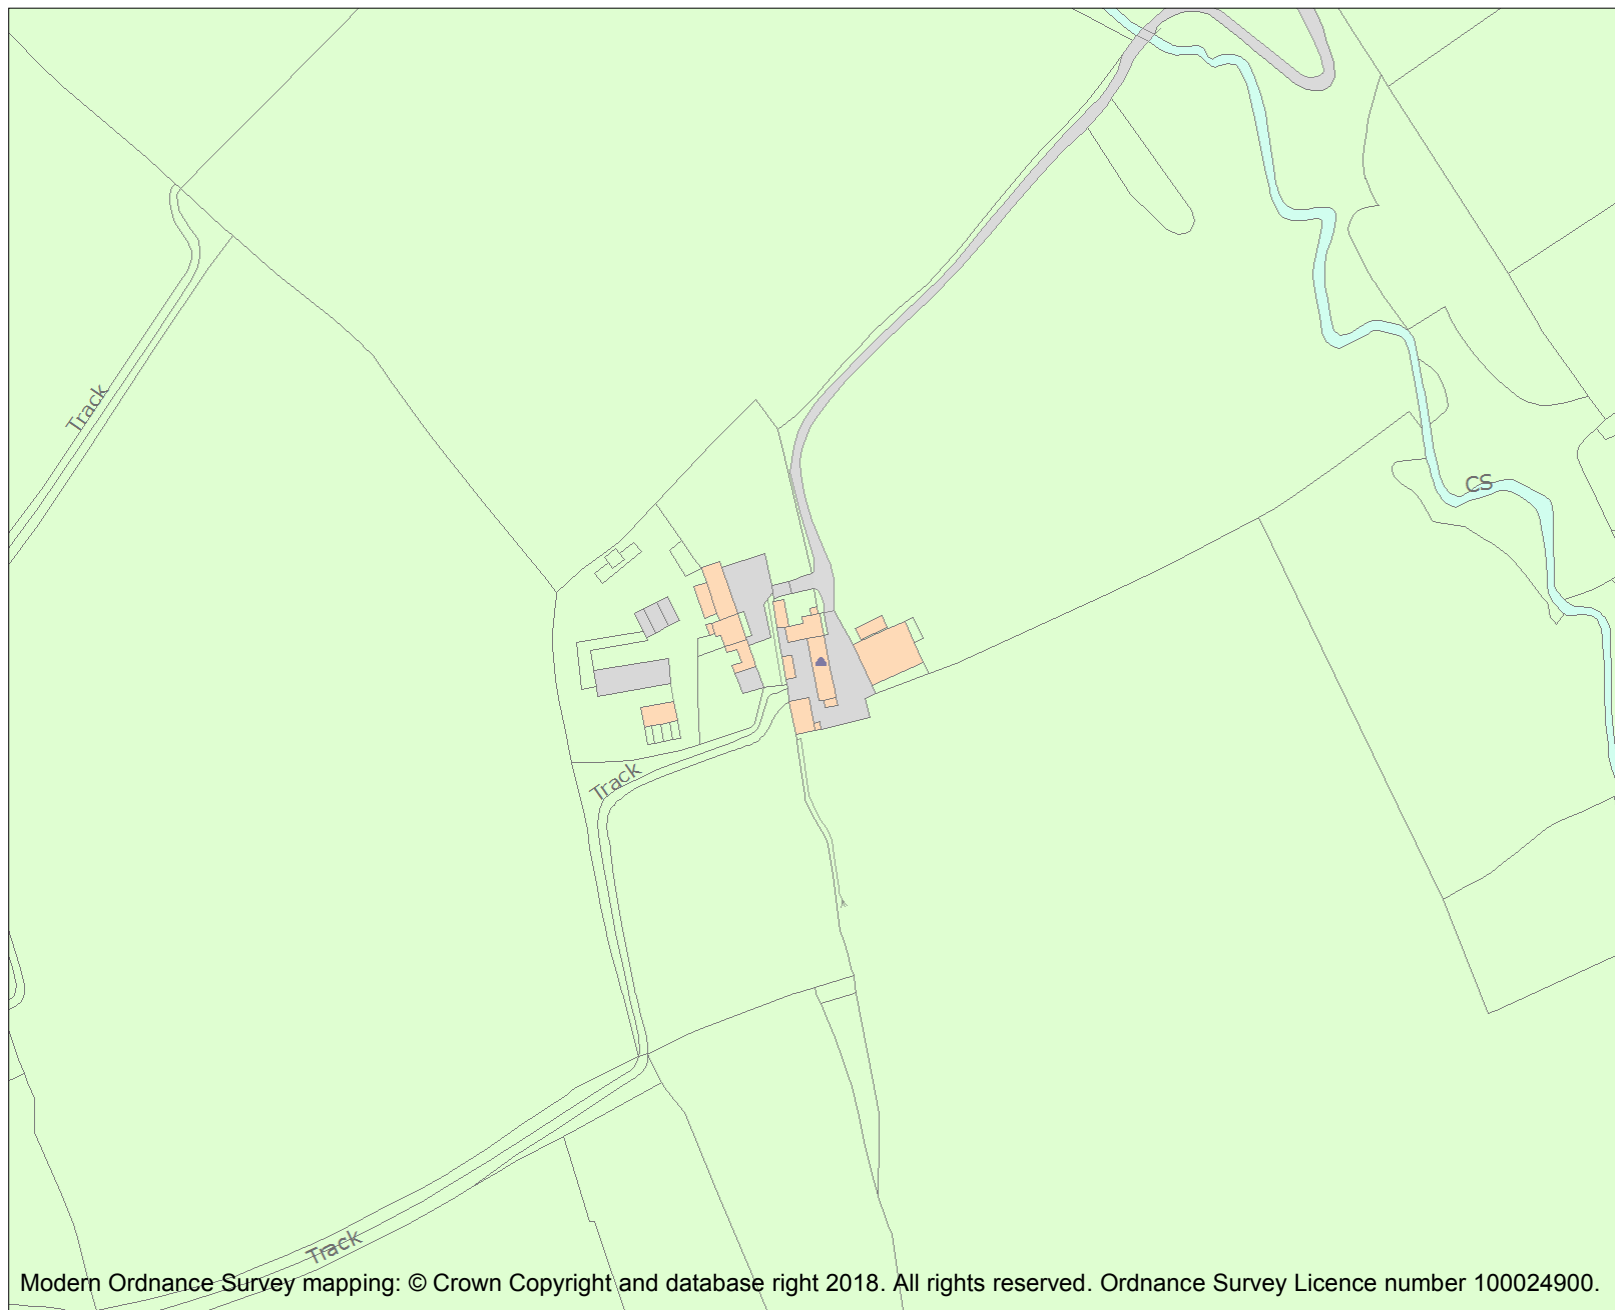 Track
CS
Track
Track
Modern Ordnance Survey mapping: © Crown Copyright and database right 2018. All rights reserved. Ordnance Survey Licence number 100024900.